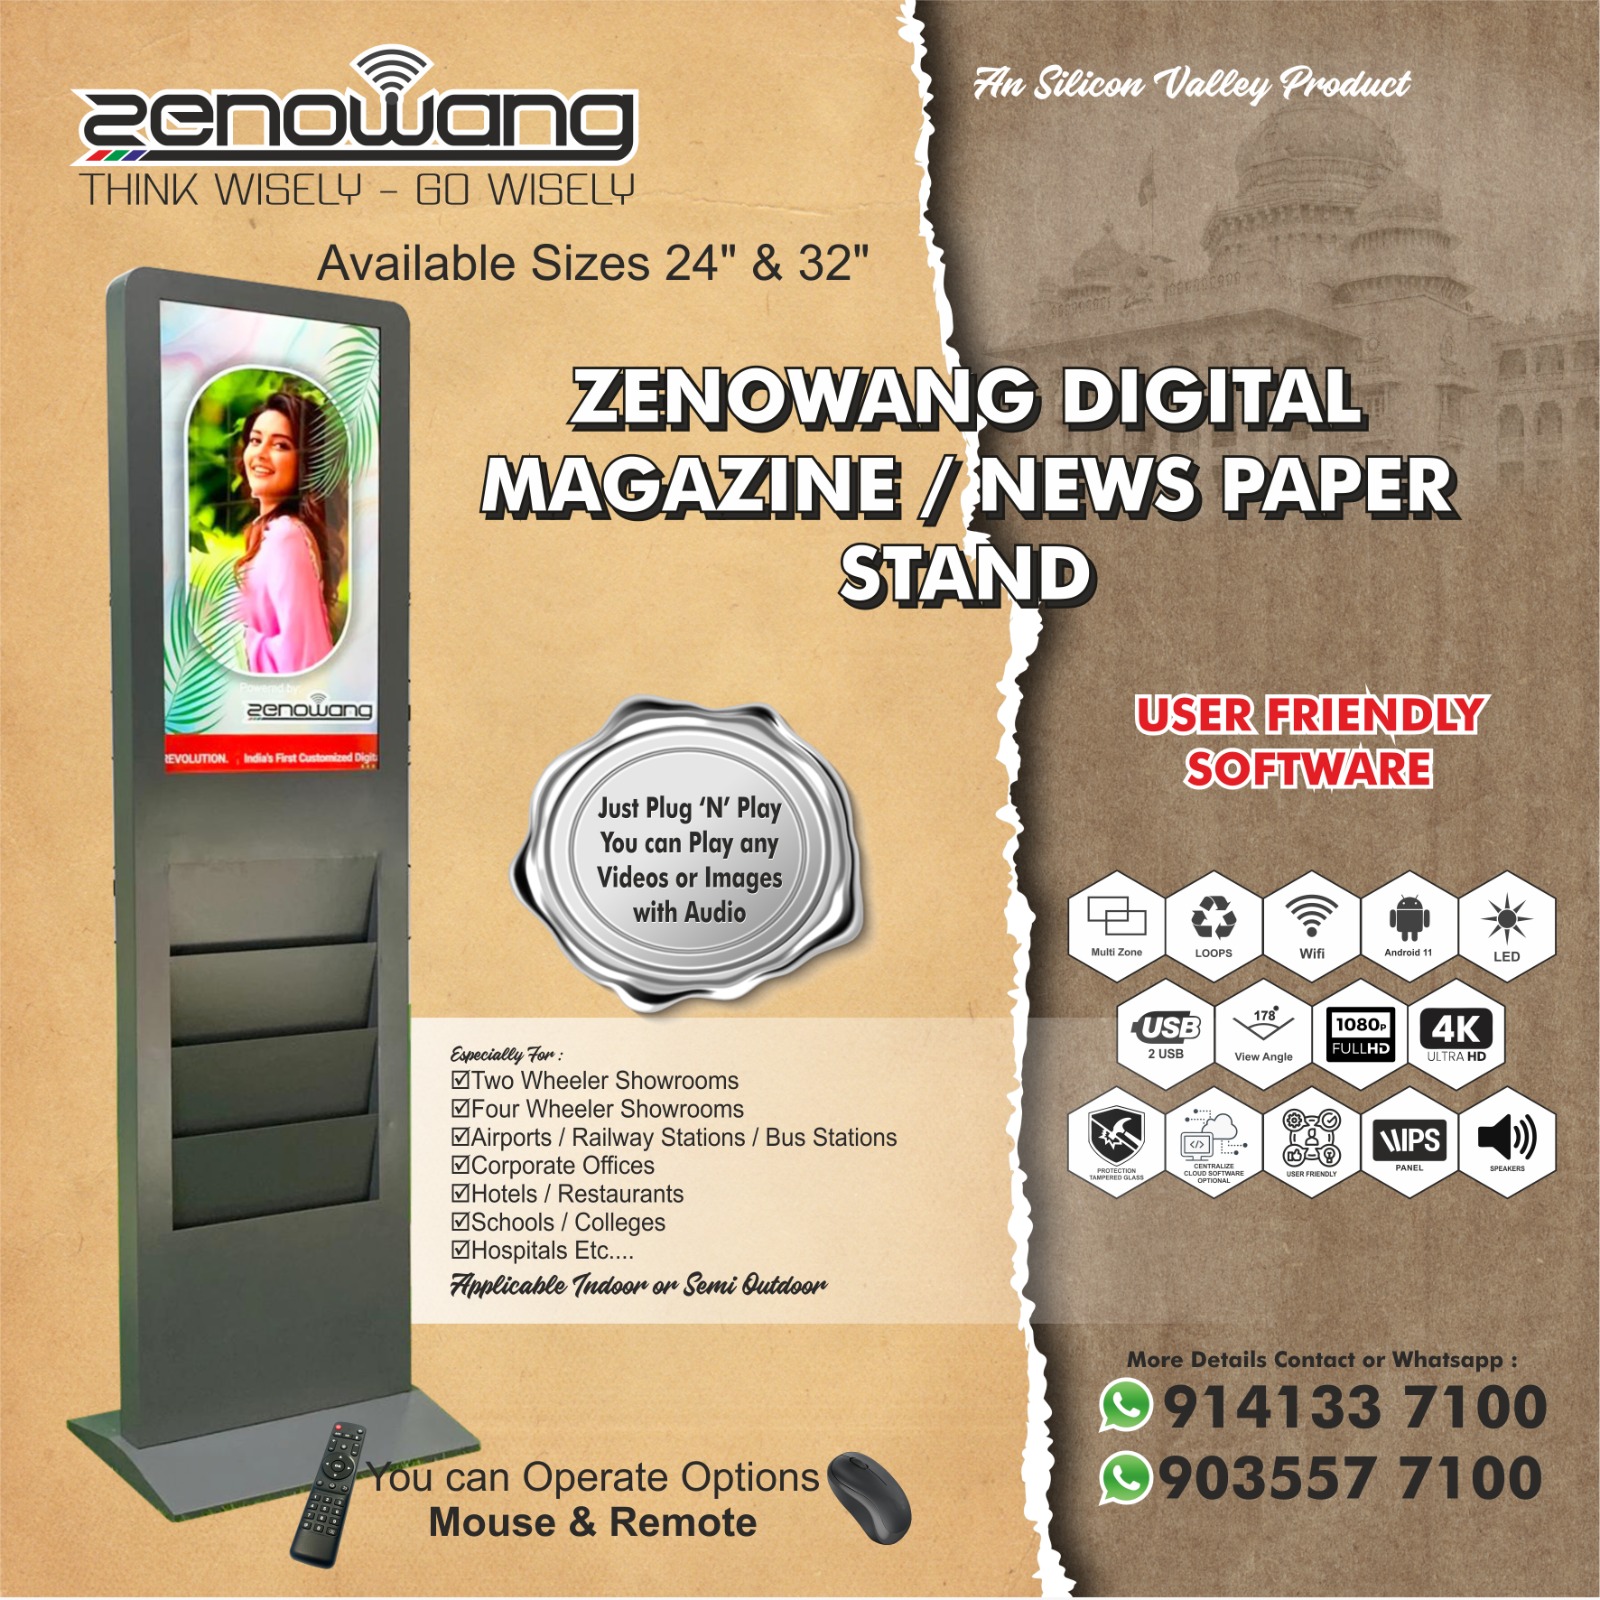 zenowang
THINK WISELY - GO WISELY
An Silicon Valley Product
Available Sizes 24" & 32"
ZENOWANG DIGITAL
MAGAZINE / NEWS PAPER
STAND
Powered by:
zenowang
EVOLUTION. India's First Customized Digit
USER FRIENDLY
SOFTWARE
Just Plug 'N' Play
You can Play any
Videos or Images
with Audio
Multi Zone
LOOPS
Wifi
Android 11
LED
USB
2 USB
178°
View Angle
1080p
FULLHD
4K
ULTRA HD
PROTECTION
TAMPERED GLASS
</>
CENTRALIZE
CLOUD SOFTWARE
OPTIONAL
USER FRIENDLY
IPS
PANEL
SPEAKERS
Especially For :
☑Two Wheeler Showrooms
☑Four Wheeler Showrooms
☑Airports / Railway Stations / Bus Stations
☑Corporate Offices
☑Hotels / Restaurants
☑Schools / Colleges
☑Hospitals Etc....
Applicable Indoor or Semi Outdoor
More Details Contact or Whatsapp :
914133 7100
903557 7100
You can Operate Options
Mouse & Remote